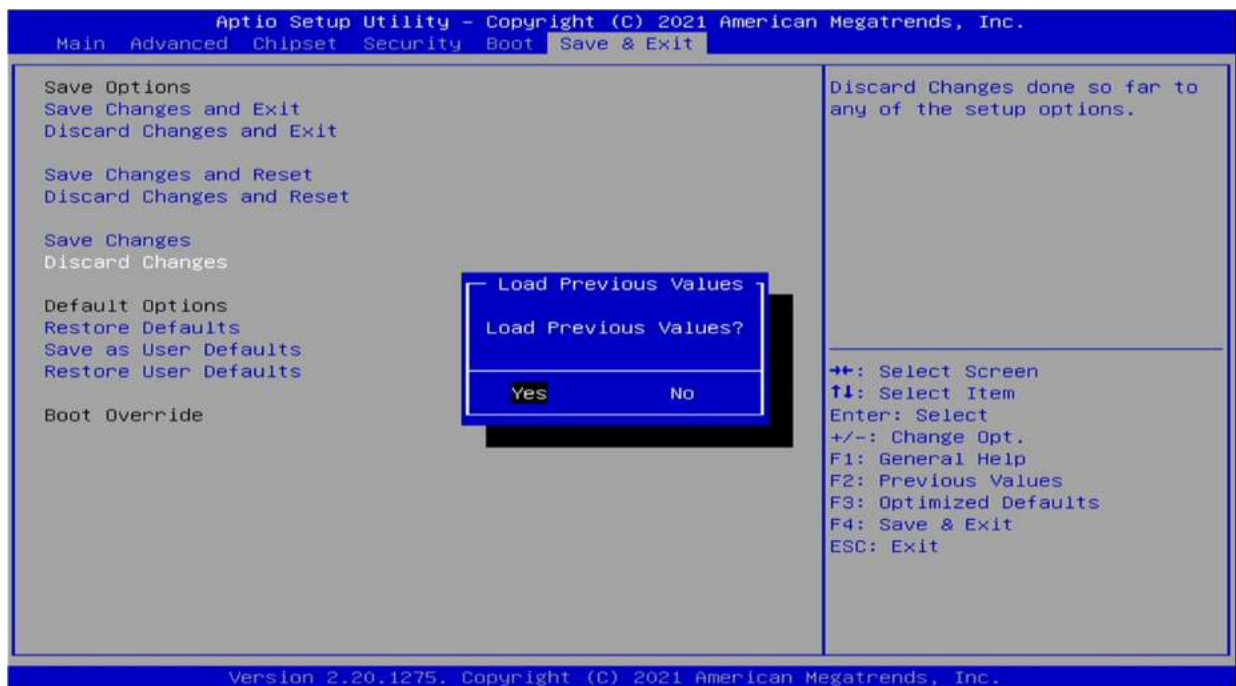 Aptio Setup Utility – Copyright (C) 2021 American Megatrends, Inc.
Main Advanced Chipset Security Boot Save & Exit
Save Options
Save Changes and Exit
Discard Changes and Exit
Save Changes and Reset
Discard Changes and Reset
Save Changes
Discard Changes
Default Options
Restore Defaults
Save as User Defaults
Restore User Defaults
Boot Override
Load Previous Values
Load Previous Values?
Yes No
Discard Changes done so far to
any of the setup options.
→←: Select Screen
↑↓: Select Item
Enter: Select
+/-: Change Opt.
F1: General Help
F2: Previous Values
F3: Optimized Defaults
F4: Save & Exit
ESC: Exit
Version 2.20.1275. Copyright (C) 2021 American Megatrends, Inc.